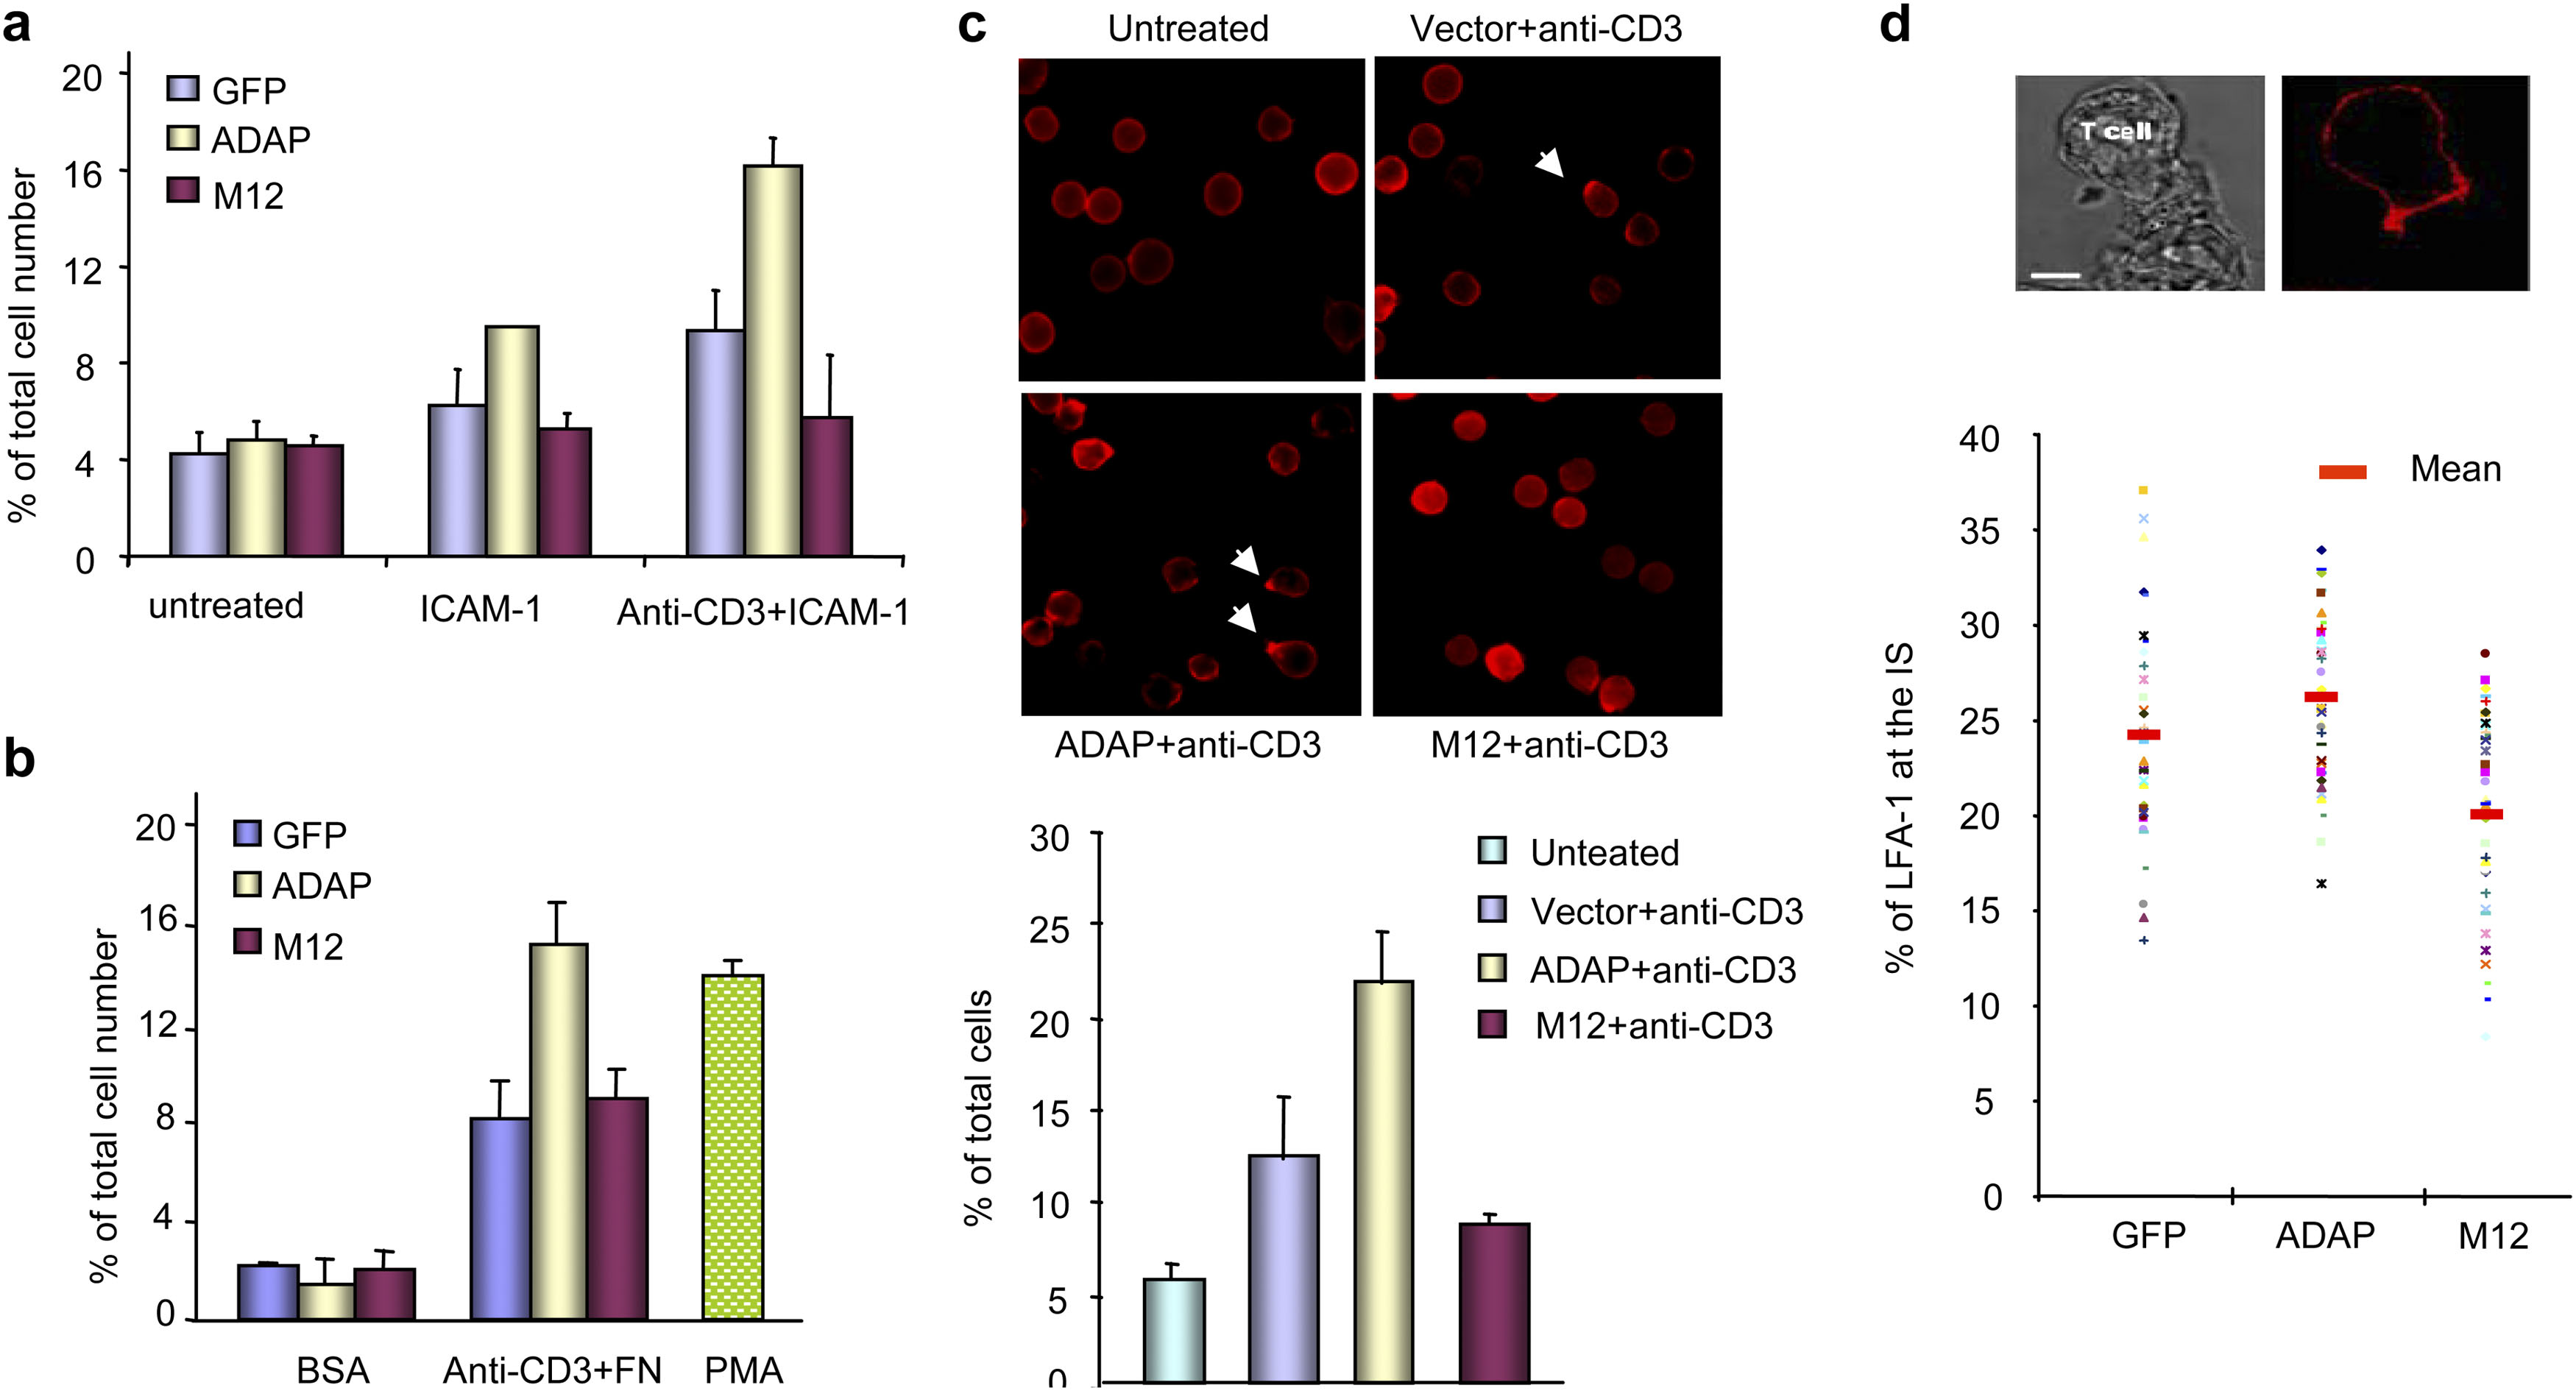 a
20
16
12
8
4
0
% of total cell number
GFP
ADAP
M12
untreated
ICAM-1
Anti-CD3+ICAM-1
b
20
16
12
8
4
0
% of total cell number
GFP
ADAP
M12
BSA
Anti-CD3+FN
PMA
c
Untreated
Vector+anti-CD3
ADAP+anti-CD3
M12+anti-CD3
30
25
20
15
10
5
0
% of total cells
Unteated
Vector+anti-CD3
ADAP+anti-CD3
M12+anti-CD3
d
T cell
40
35
30
25
20
15
10
5
0
% of LFA-1 at the IS
Mean
GFP
ADAP
M12